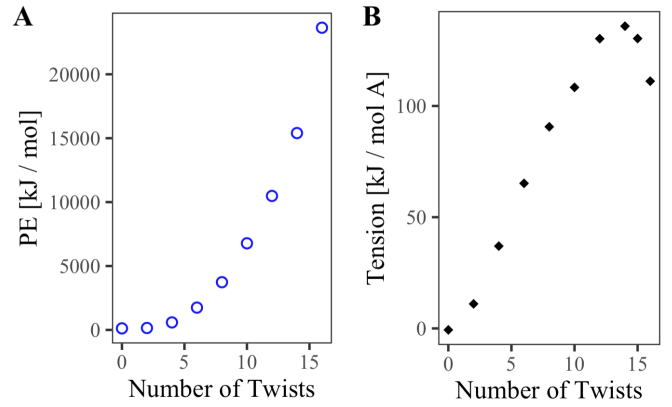 A
PE [kJ / mol]
20000
15000
10000
5000
0
0 5 10 15
Number of Twists
B
Tension [kJ / mol A]
100
50
0
0 5 10 15
Number of Twists